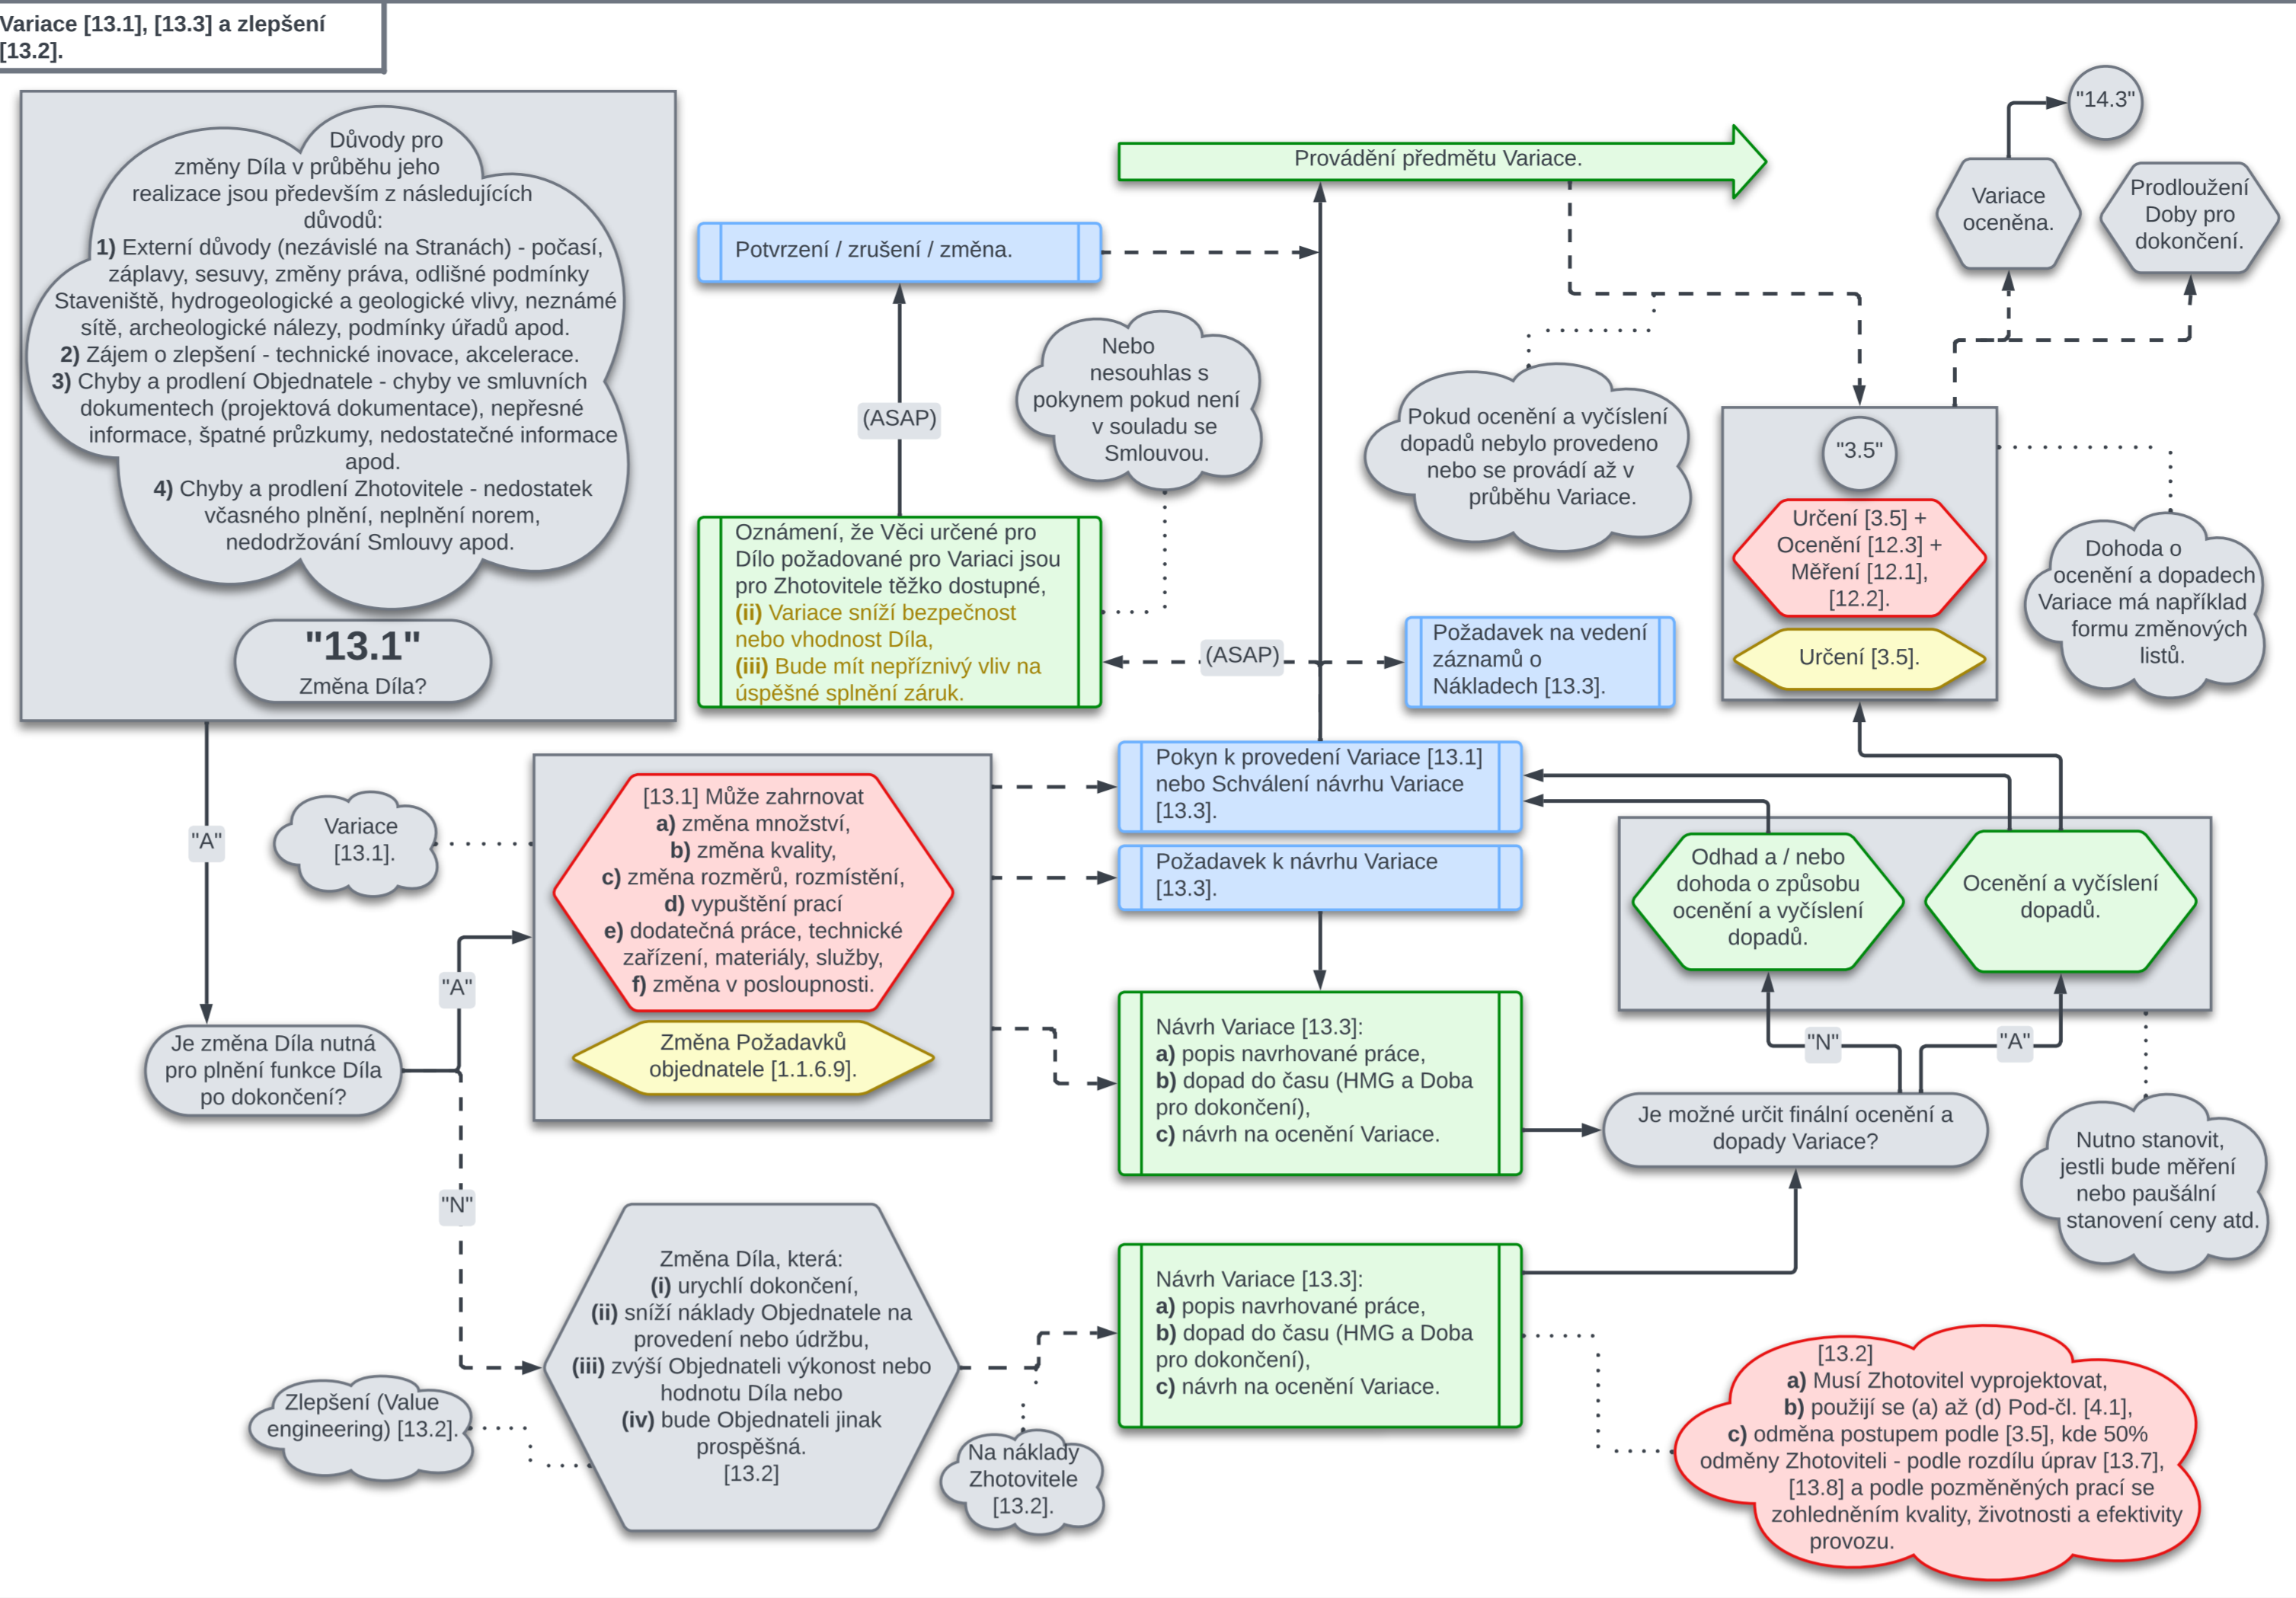 Variace [13.1], [13.3] a zlepšení
[13.2].
Důvody pro
změny Díla v průběhu jeho
realizace jsou především z následujících
důvodů:
1) Externí důvody (nezávislé na Stranách) - počasí,
záplavy, sesuvy, změny práva, odlišné podmínky
Staveniště, hydrogeologické a geologické vlivy, neznámé
sítě, archeologické nálezy, podmínky úřadů apod.
2) Zájem o zlepšení - technické inovace, akcelerace.
3) Chyby a prodlení Objednatele - chyby ve smluvních
dokumentech (projektová dokumentace), nepřesné
informace, špatné průzkumy, nedostatečné informace
apod.
4) Chyby a prodlení Zhotovitele - nedostatek
včasného plnění, neplnění norem,
nedodržování Smlouvy apod.
"13.1"
Změna Díla?
"A"
Je změna Díla nutná
pro plnění funkce Díla
po dokončení?
"A"
"N"
Variace
[13.1].
[13.1] Může zahrnovat
a) změna množství,
b) změna kvality,
c) změna rozměrů, rozmístění,
d) vypuštění prací
e) dodatečná práce, technické
zařízení, materiály, služby,
f) změna v posloupnosti.
Změna Požadavků
objednatele [1.1.6.9].
Zlepšení (Value
engineering) [13.2].
Změna Díla, která:
(i) urychlí dokončení,
(ii) sníží náklady Objednatele na
provedení nebo údržbu,
(iii) zvýší Objednateli výkonost nebo
hodnotu Díla nebo
(iv) bude Objednateli jinak
prospěšná.
[13.2]
Na náklady
Zhotovitele
[13.2].
Provádění předmětu Variace.
Potvrzení / zrušení / změna.
(ASAP)
Nebo
nesouhlas s
pokynem pokud není
v souladu se
Smlouvou.
Oznámení, že Věci určené pro
Dílo požadované pro Variaci jsou
pro Zhotovitele těžko dostupné,
(ii) Variace sníží bezpečnost
nebo vhodnost Díla,
(iii) Bude mít nepříznivý vliv na
úspěšné splnění záruk.
(ASAP)
Požadavek na vedení
záznamů o
Nákladech [13.3].
Pokyn k provedení Variace [13.1]
nebo Schválení návrhu Variace
[13.3].
Požadavek k návrhu Variace
[13.3].
Návrh Variace [13.3]:
a) popis navrhované práce,
b) dopad do času (HMG a Doba
pro dokončení),
c) návrh na ocenění Variace.
Návrh Variace [13.3]:
a) popis navrhované práce,
b) dopad do času (HMG a Doba
pro dokončení),
c) návrh na ocenění Variace.
Pokud ocenění a vyčíslení
dopadů nebylo provedeno
nebo se provádí až v
průběhu Variace.
"14.3"
Variace
oceněna.
Prodloužení
Doby pro
dokončení.
"3.5"
Určení [3.5] +
Ocenění [12.3] +
Měření [12.1],
[12.2].
Určení [3.5].
Dohoda o
ocenění a dopadech
Variace má například
formu změnových
listů.
Odhad a / nebo
dohoda o způsobu
ocenění a vyčíslení
dopadů.
Ocenění a vyčíslení
dopadů.
"N"
"A"
Je možné určit finální ocenění a
dopady Variace?
Nutno stanovit,
jestli bude měření
nebo paušální
stanovení ceny atd.
[13.2]
a) Musí Zhotovitel vyprojektovat,
b) použijí se (a) až (d) Pod-čl. [4.1],
c) odměna postupem podle [3.5], kde 50%
odměny Zhotoviteli - podle rozdílu úprav [13.7],
[13.8] a podle pozměněných prací se
zohledněním kvality, životnosti a efektivity
provozu.